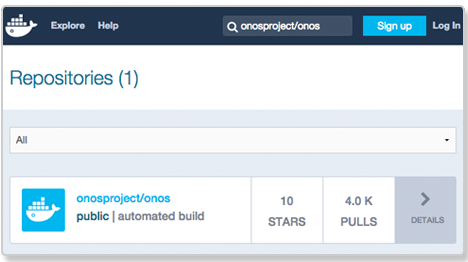 Explore Help onosproject/onos Sign up Log In
Repositories (1)
All
onosproject/onos
public | automated build
10
STARS
4.0 K
PULLS
DETAILS